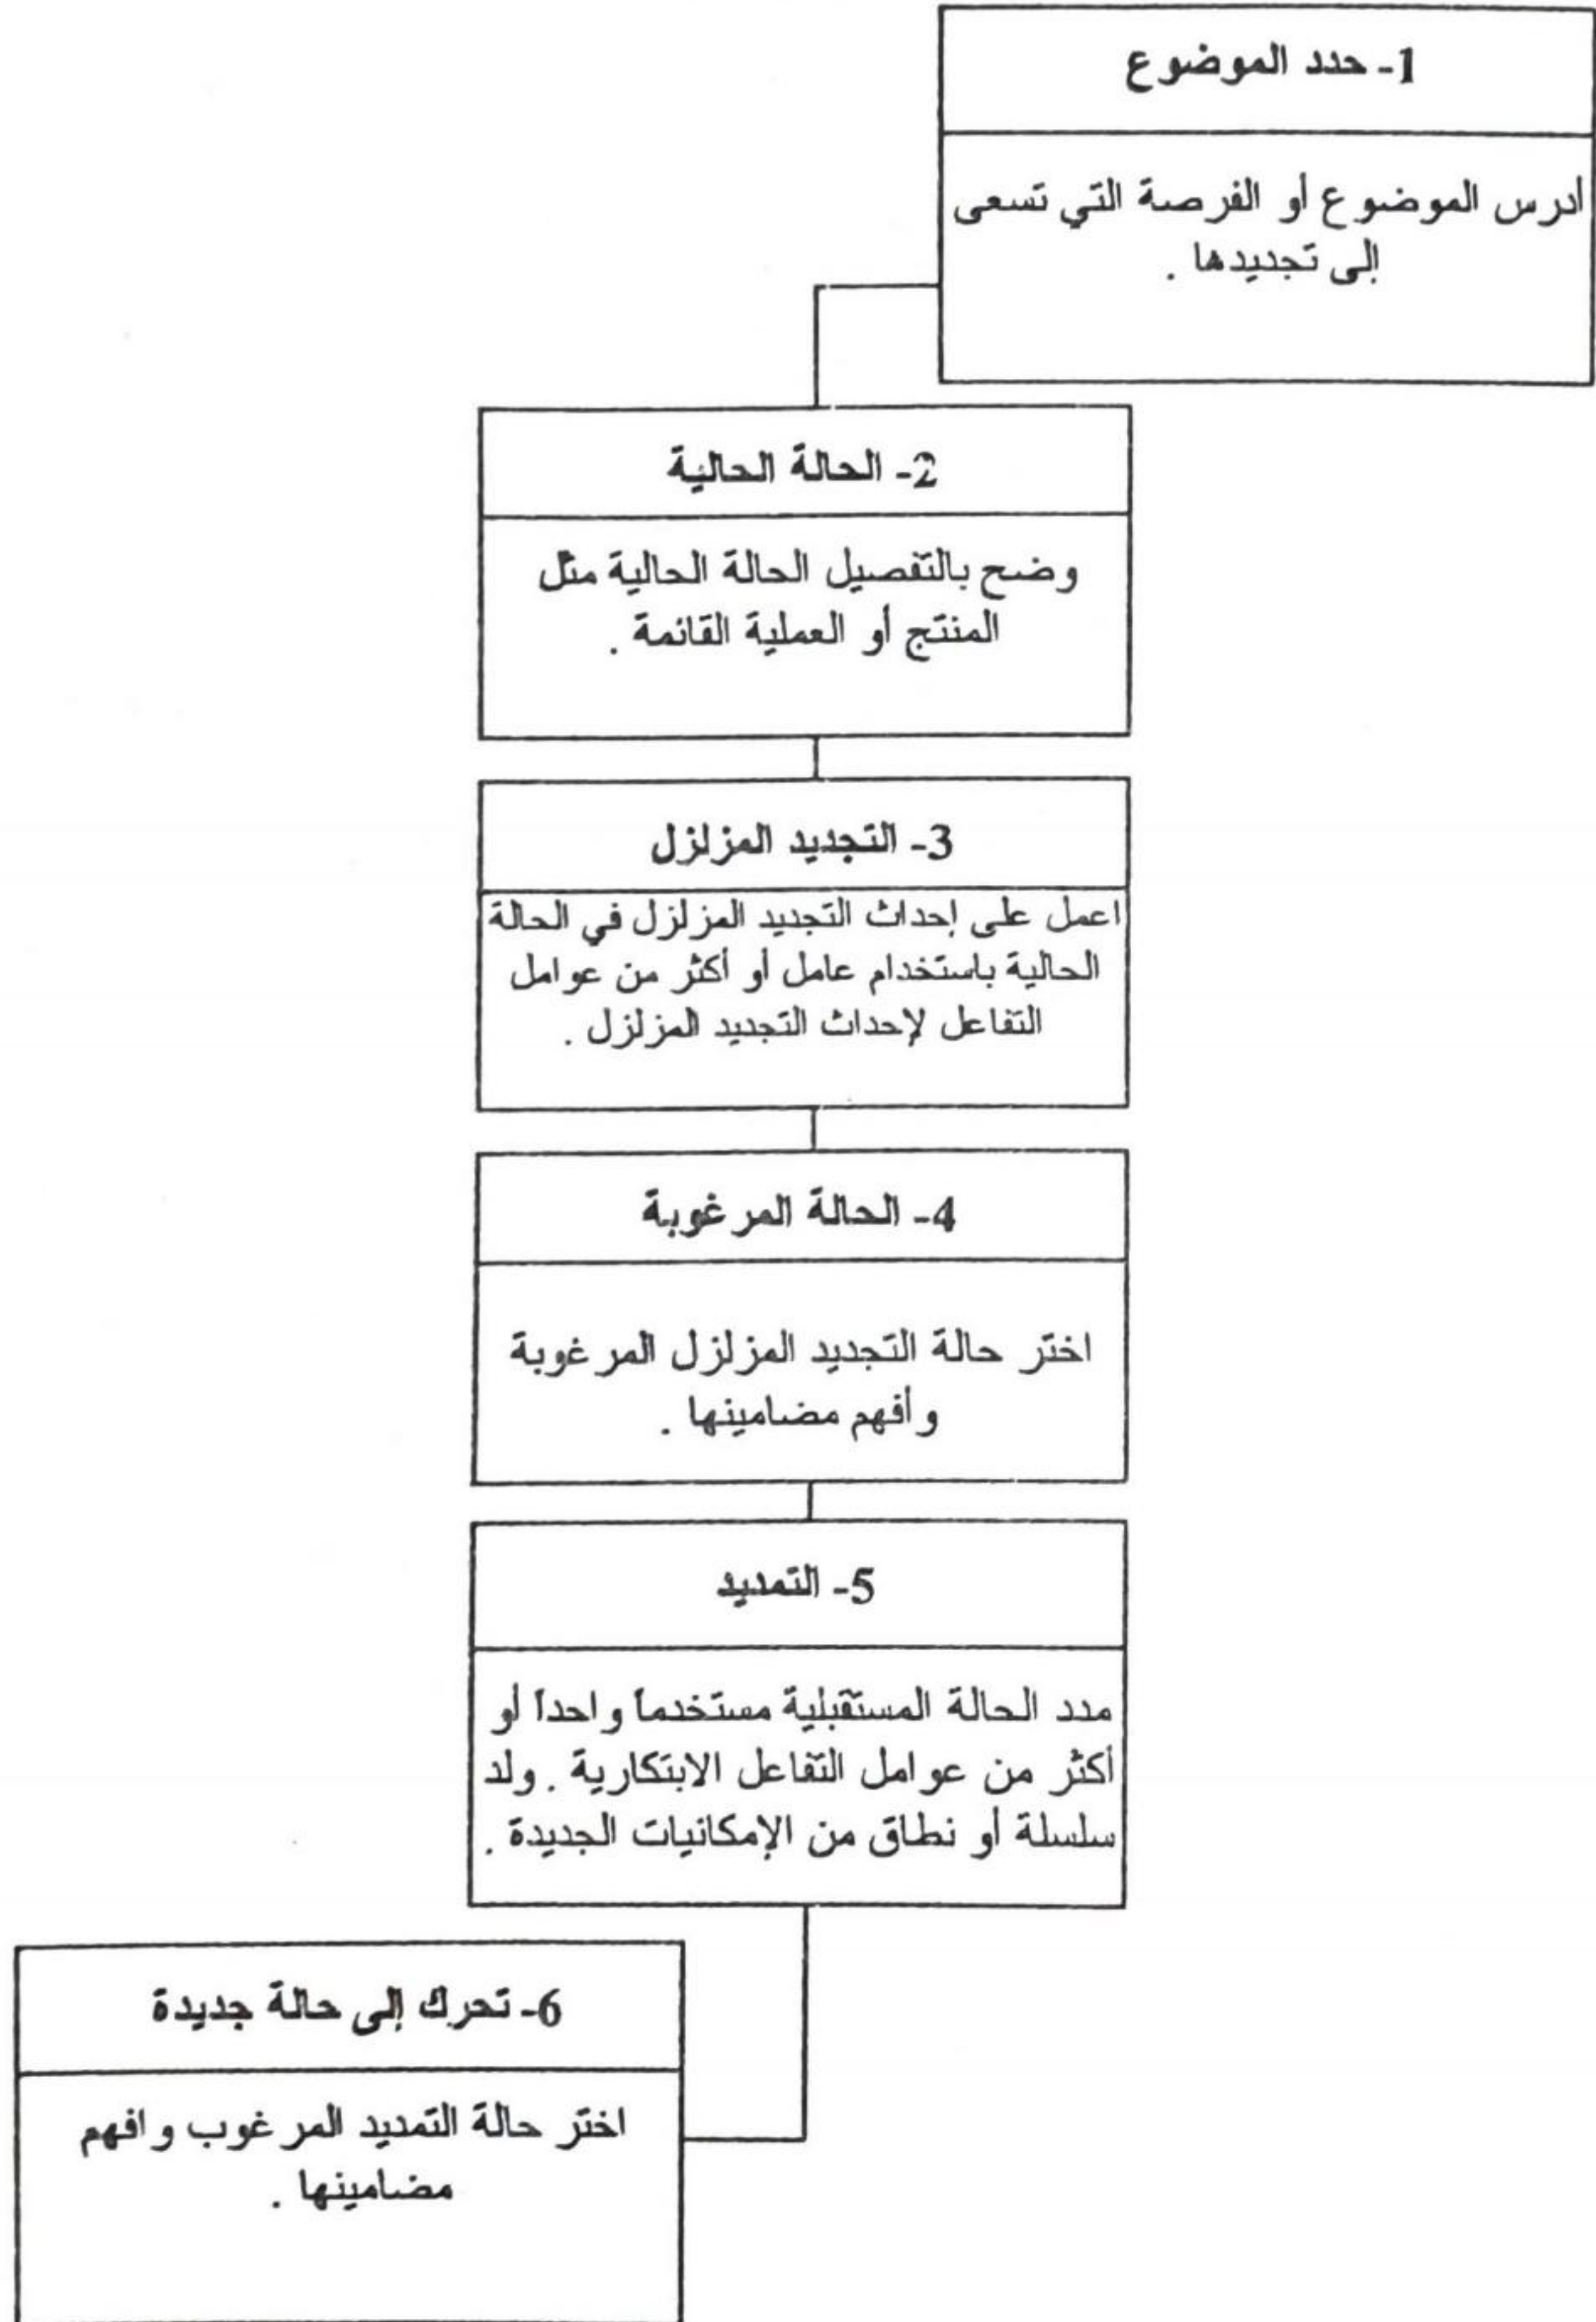 1- حدد الموضوع
أدرس الموضوع أو الفرصة التي تسعى
إلى تجديدها .
2- الحالة الحالية
وضح بالتفصيل الحالة الحالية مثل
المنتج أو العملية القائمة .
3- التجديد المزلزل
اعمل على إحداث التجديد المزلزل في الحالة
الحالية باستخدام عامل أو أكثر من عوامل
التفاعل لإحداث التجديد المزلزل .
4- الحالة المرغوبة
اختر حالة التجديد المزلزل المرغوبة
وأفهم مضامينها .
5- التمديد
مدد الحالة المستقبلية مستخدماً واحداً أو
أكثر من عوامل التفاعل الابتكارية . ولد
سلسلة أو نطاق من الإمكانيات الجديدة .
6- تحرك إلى حالة جديدة
اختر حالة التمديد المرغوب وافهم
مضامينها .